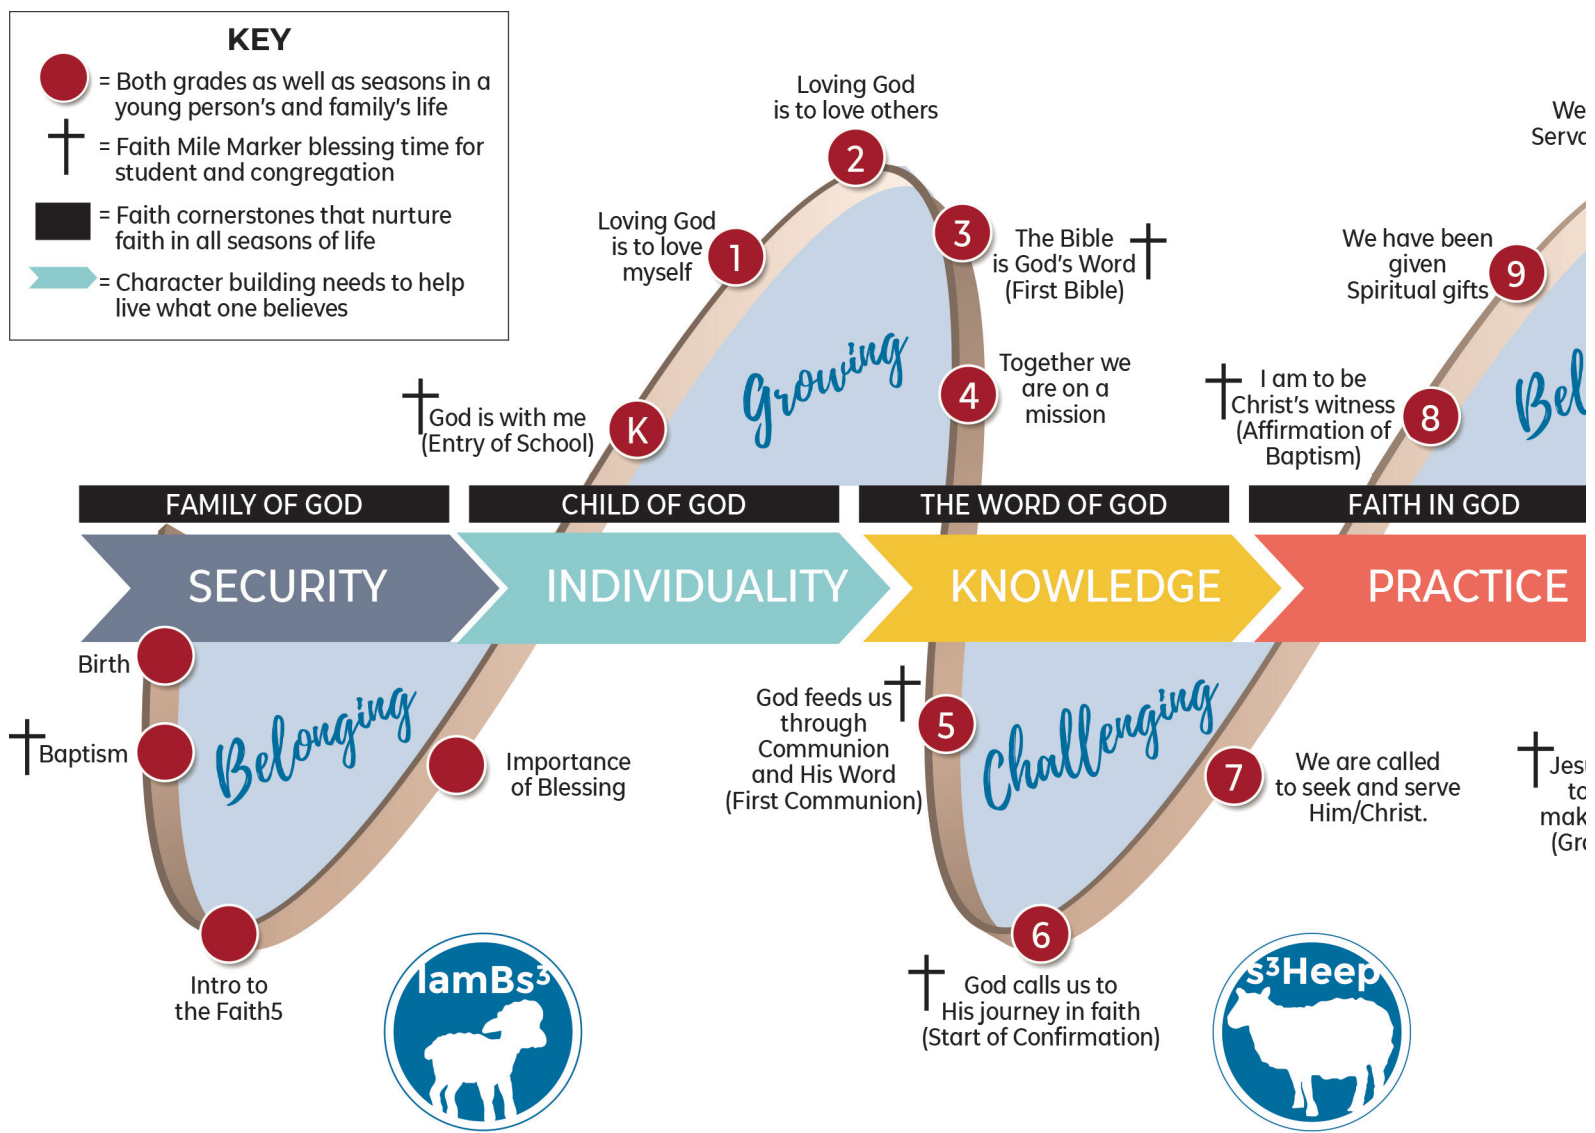 KEY
= Both grades as well as seasons in a
young person's and family's life
= Faith Mile Marker blessing time for
student and congregation
= Faith cornerstones that nurture
faith in all seasons of life
= Character building needs to help
live what one believes
Loving God
is to love others
2
Loving God
is to love
myself
1
3
The Bible
is God's Word
(First Bible)
God is with me
(Entry of School)
K
Growing
4
Together we
are on a
mission
We
We have been
given
Spiritual gifts
9
I am to be
Christ's witness
(Affirmation of
Baptism)
8
FAMILY OF GOD
CHILD OF GOD
THE WORD OF GOD
FAITH IN GOD
SECURITY
INDIVIDUALITY
KNOWLEDGE
PRACTICE
Birth
Baptism
Belonging
Importance
of Blessing
Intro to
the Faith5
lamBs³
God feeds us
through
Communion
and His Word
(First Communion)
5
Challenging
7
We are called
to seek and serve
Him/Christ.
6
God calls us to
His journey in faith
(Start of Confirmation)
s³Heep
to